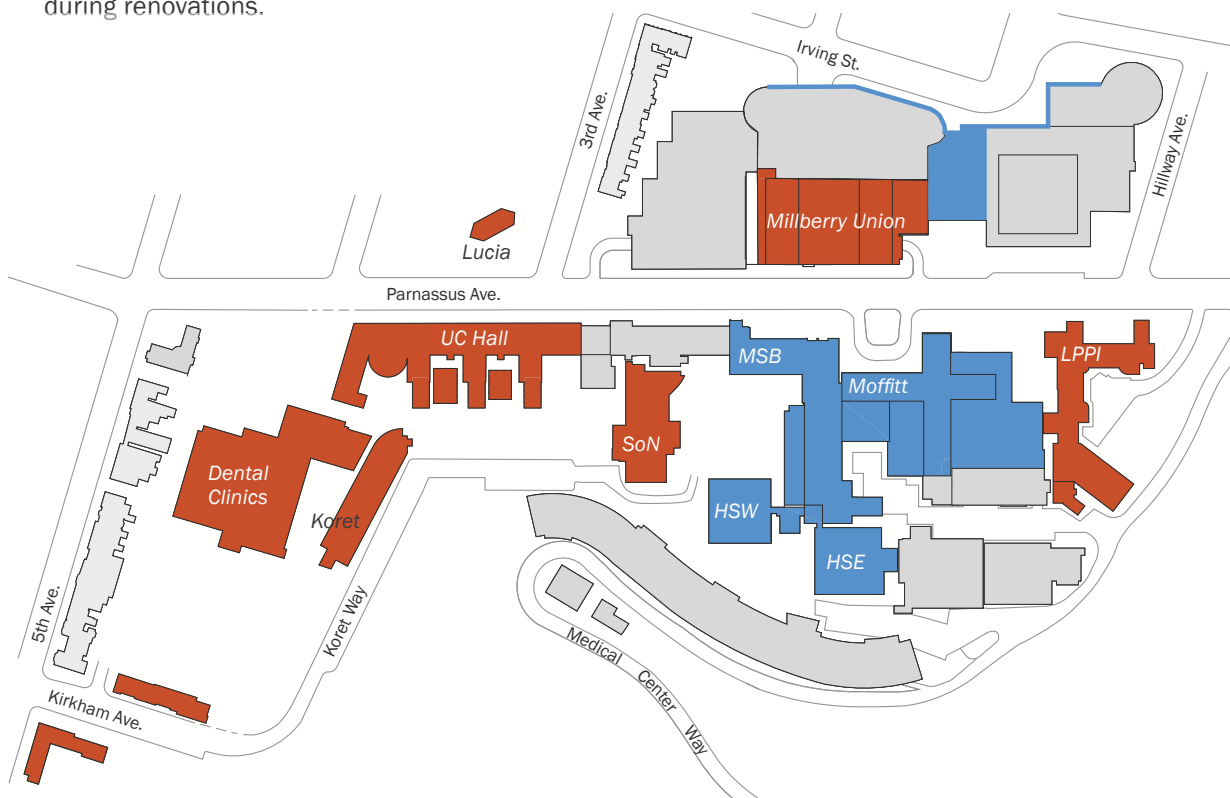 during renovations.
Irving St.
3rd Ave.
Hillway Ave.
Millberry Union
Lucia
Parnassus Ave.
UC Hall
MSB
LPPI
Moffitt
SoN
Dental
Clinics
HSW
Koret
HSE
5th Ave.
Koret Way
Medical Center Way
Kirkham Ave.